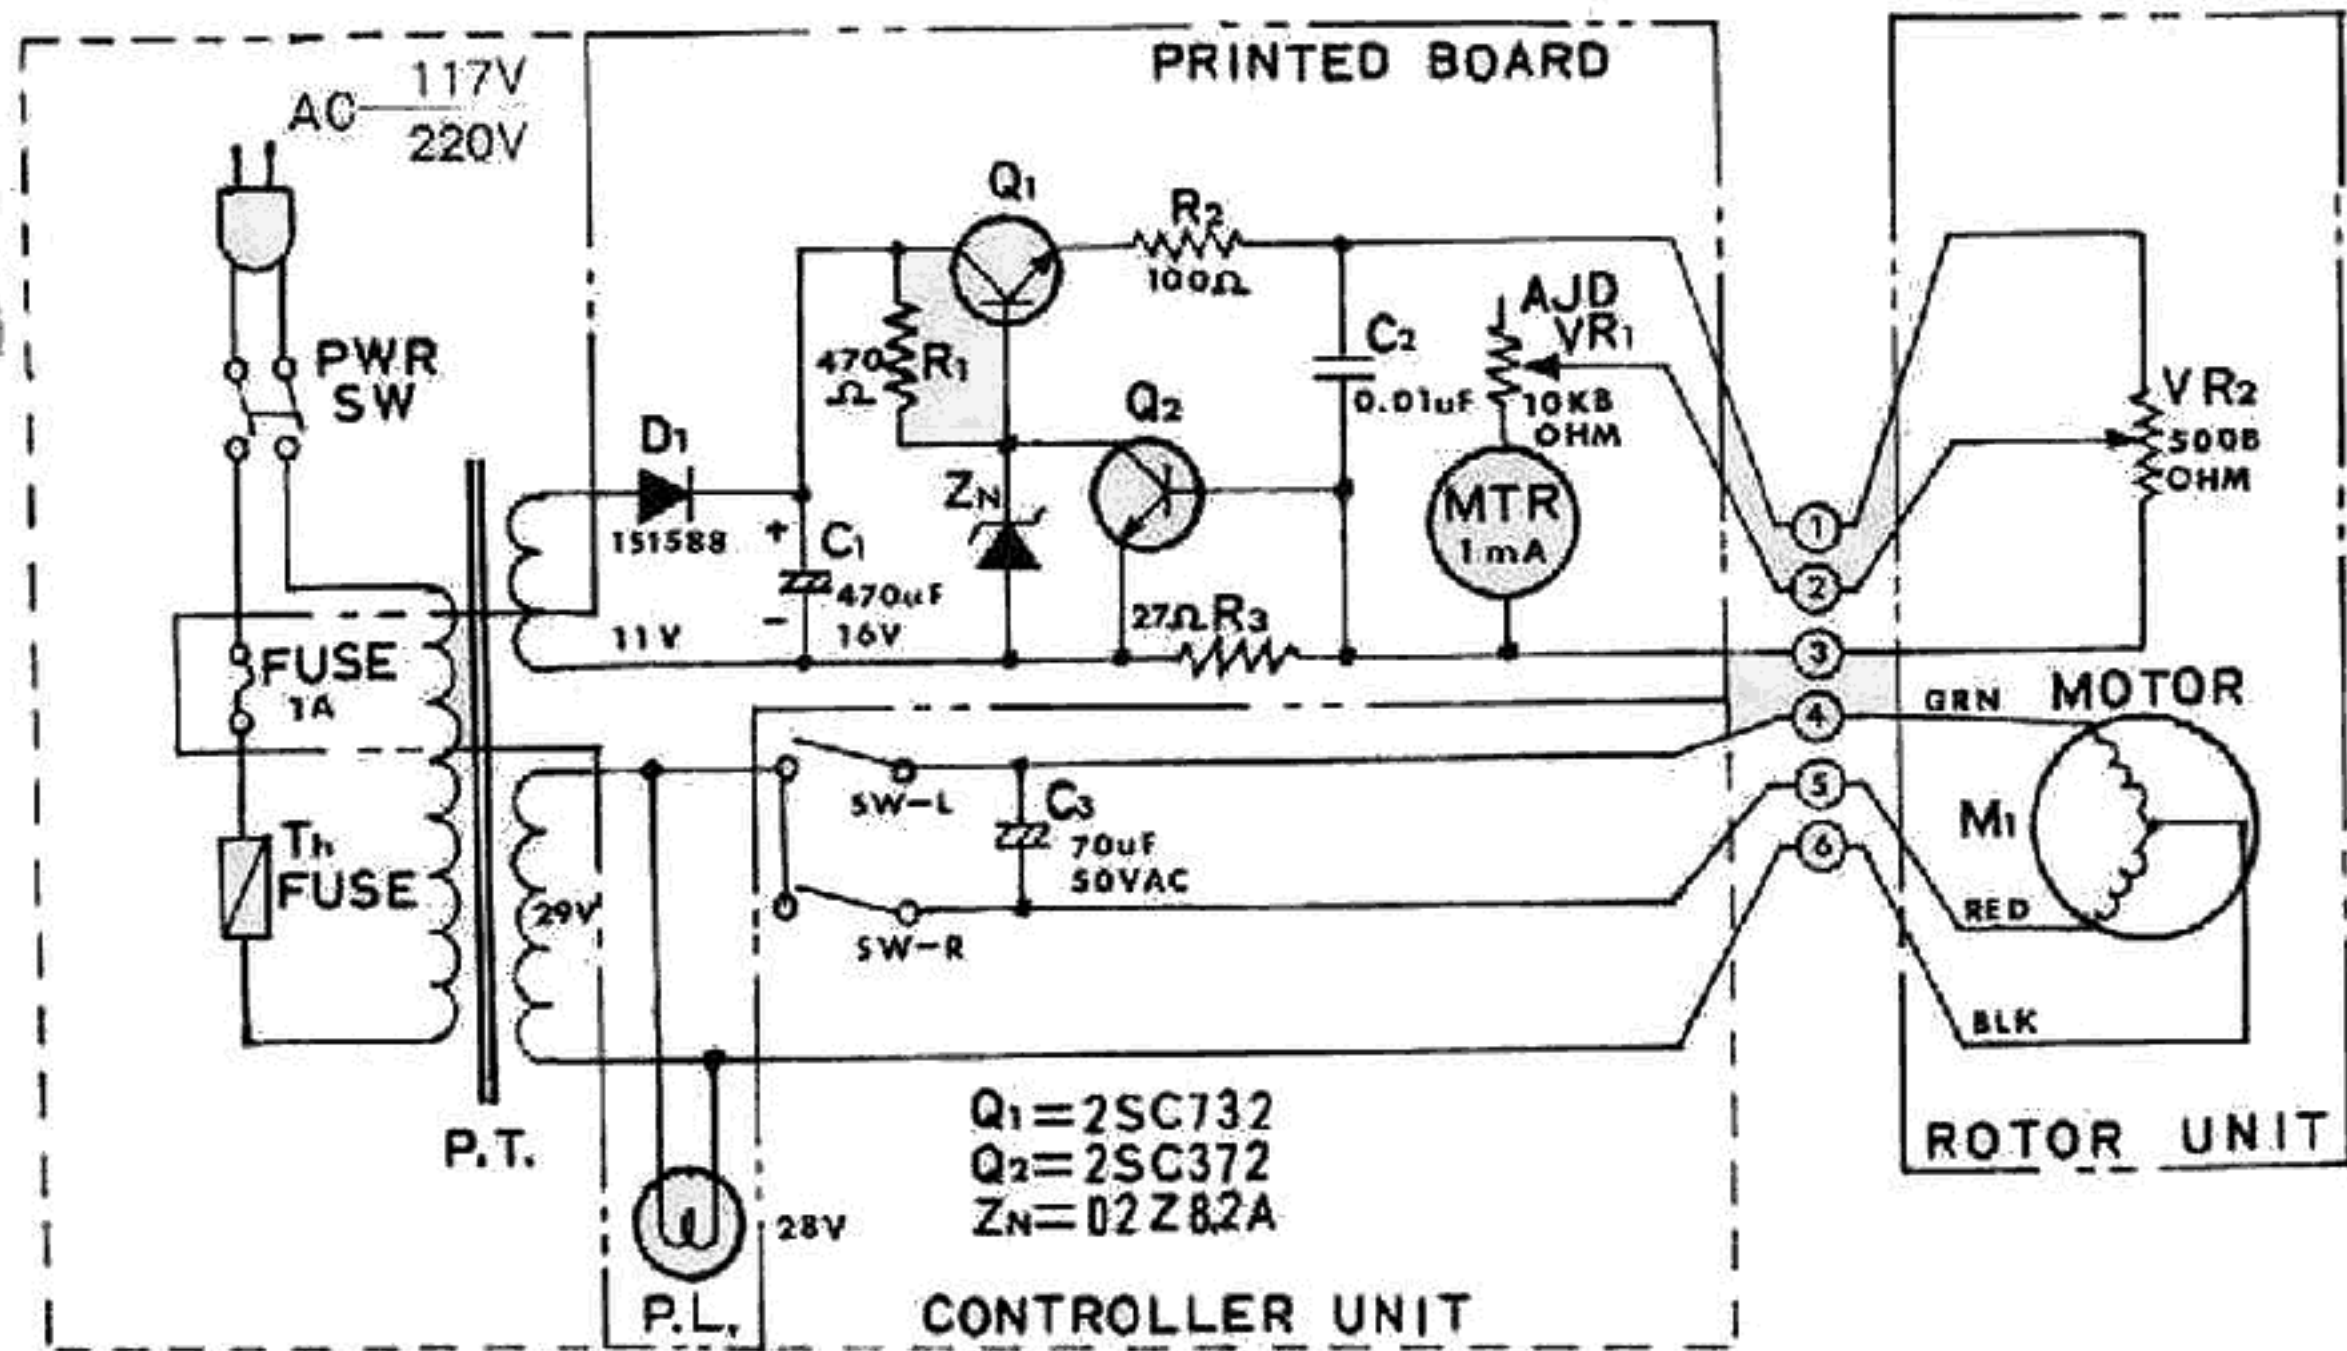 PRINTED BOARD
AC 117V
220V
Q1
R2
100Ω
AJD
VR1
10KB
OHM
C2
0.01uF
470
Ω
R1
Q2
PWR
SW
D1
1S1588
ZN
+
C1
470uF
16V
-
11V
MTR
1mA
27Ω R3
VR2
500B
OHM
1
2
3
4
5
6
FUSE
1A
Th
FUSE
29V
SW-L
C3
70uF
50VAC
SW-R
GRN
MOTOR
M1
RED
BLK
P.T.
Q1=2SC732
Q2=2SC372
ZN=02Z8.2A
28V
P.L.
CONTROLLER UNIT
ROTOR UNIT